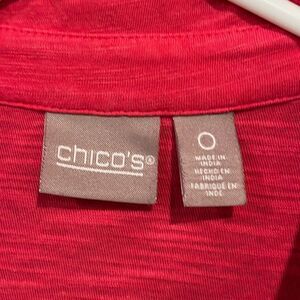 chico's®
0
MADE IN
INDIA
HECHO EN
INDIA
FABRIQUÉ EN
INDE